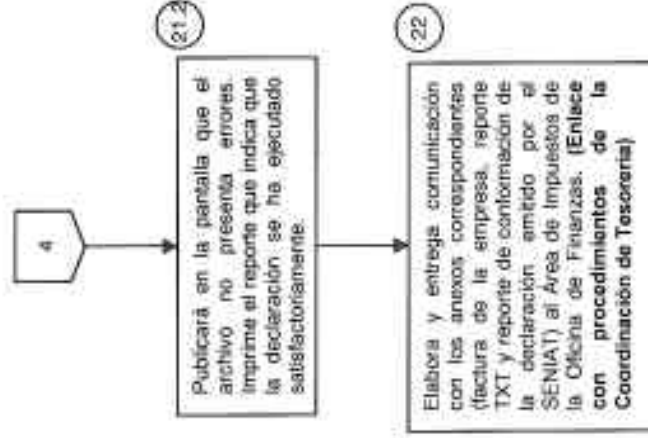 4
21.2
Publicará en la pantalla que el
archivo no presenta errores.
Imprime el reporte que indica que
la declaración se ha ejecutado
satisfactoriamente.
22
Elabora y entrega comunicación
con los anexos correspondientes
(factura de la empresa, reporte
TXT y reporte de conformación de
la declaración emitido por el
SENIAT) al Área de Impuestos de
la Oficina de Finanzas. (Enlace
con procedimientos de la
Coordinación de Tesorería)